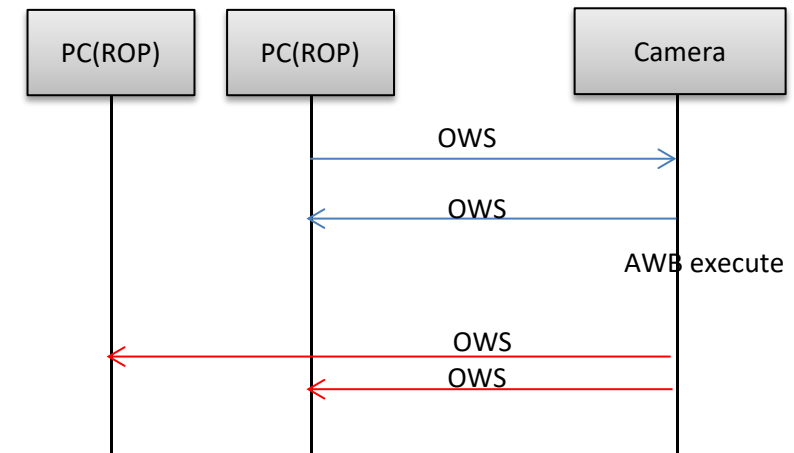 PC(ROP)
PC(ROP)
Camera
OWS
OWS
AWB execute
OWS
OWS